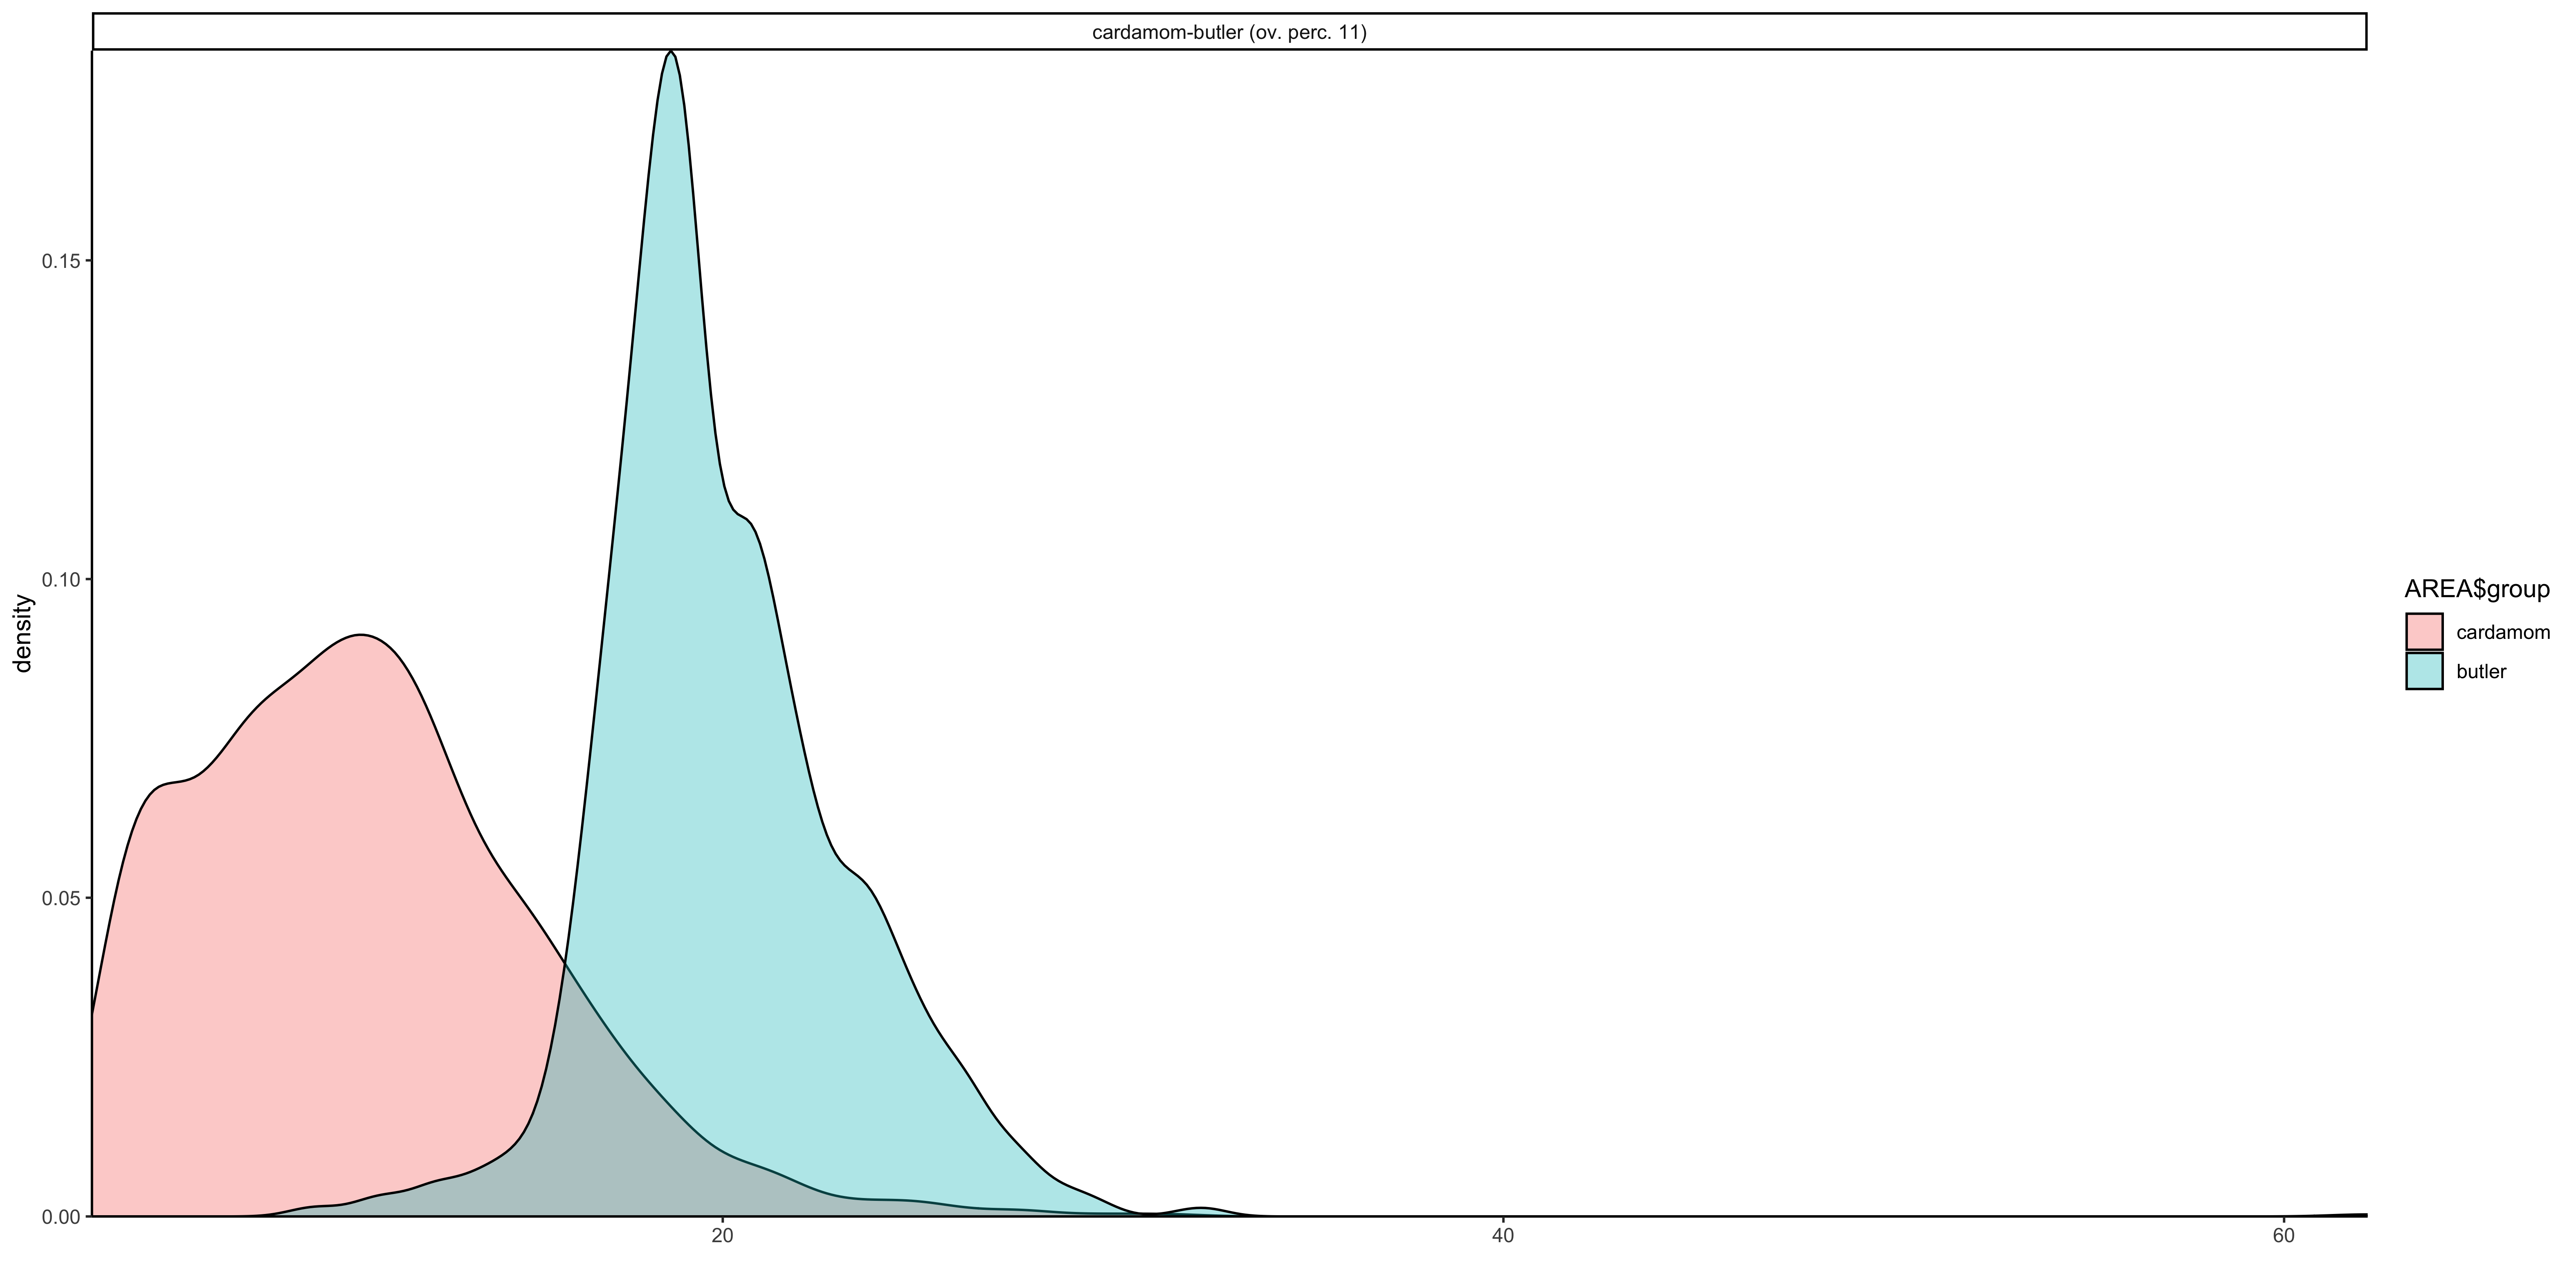 cardamom-butler (ov. perc. 11)
density
0.15
0.10
0.05
0.00
20
40
60
AREA$group
cardamom
butler